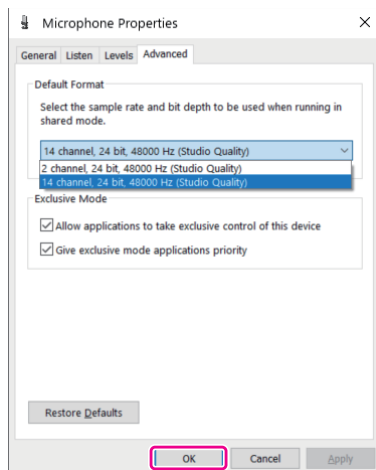 Microphone Properties
General Listen Levels Advanced
Default Format
Select the sample rate and bit depth to be used when running in
shared mode.
14 channel, 24 bit, 48000 Hz (Studio Quality)
2 channel, 24 bit, 48000 Hz (Studio Quality)
14 channel, 24 bit, 48000 Hz (Studio Quality)
Exclusive Mode
Allow applications to take exclusive control of this device
Give exclusive mode applications priority
Restore Defaults
OK Cancel Apply